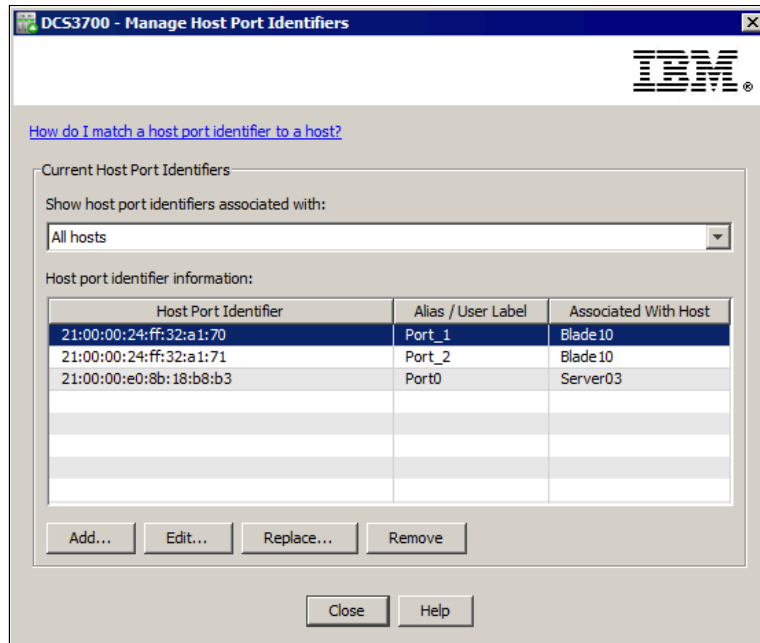 DCS3700 - Manage Host Port Identifiers
IBM®
How do I match a host port identifier to a host?
Current Host Port Identifiers
Show host port identifiers associated with:
All hosts
Host port identifier information:
Host Port Identifier Alias / User Label Associated With Host
21:00:00:24:ff:32:a1:70 Port_1 Blade10
21:00:00:24:ff:32:a1:71 Port_2 Blade10
21:00:00:e0:8b:18:b8:b3 Port0 Server03
Add... Edit... Replace... Remove
Close Help